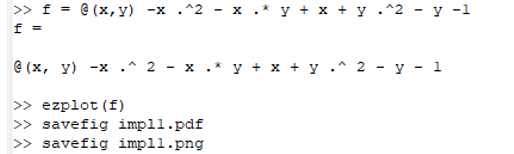 >> f = @(x,y) -x .^2 - x .* y + x + y .^2 - y -1
f =
@(x, y) -x .^ 2 - x .* y + x + y .^ 2 - y - 1
>> ezplot(f)
>> savefig impl1.pdf
>> savefig impl1.png